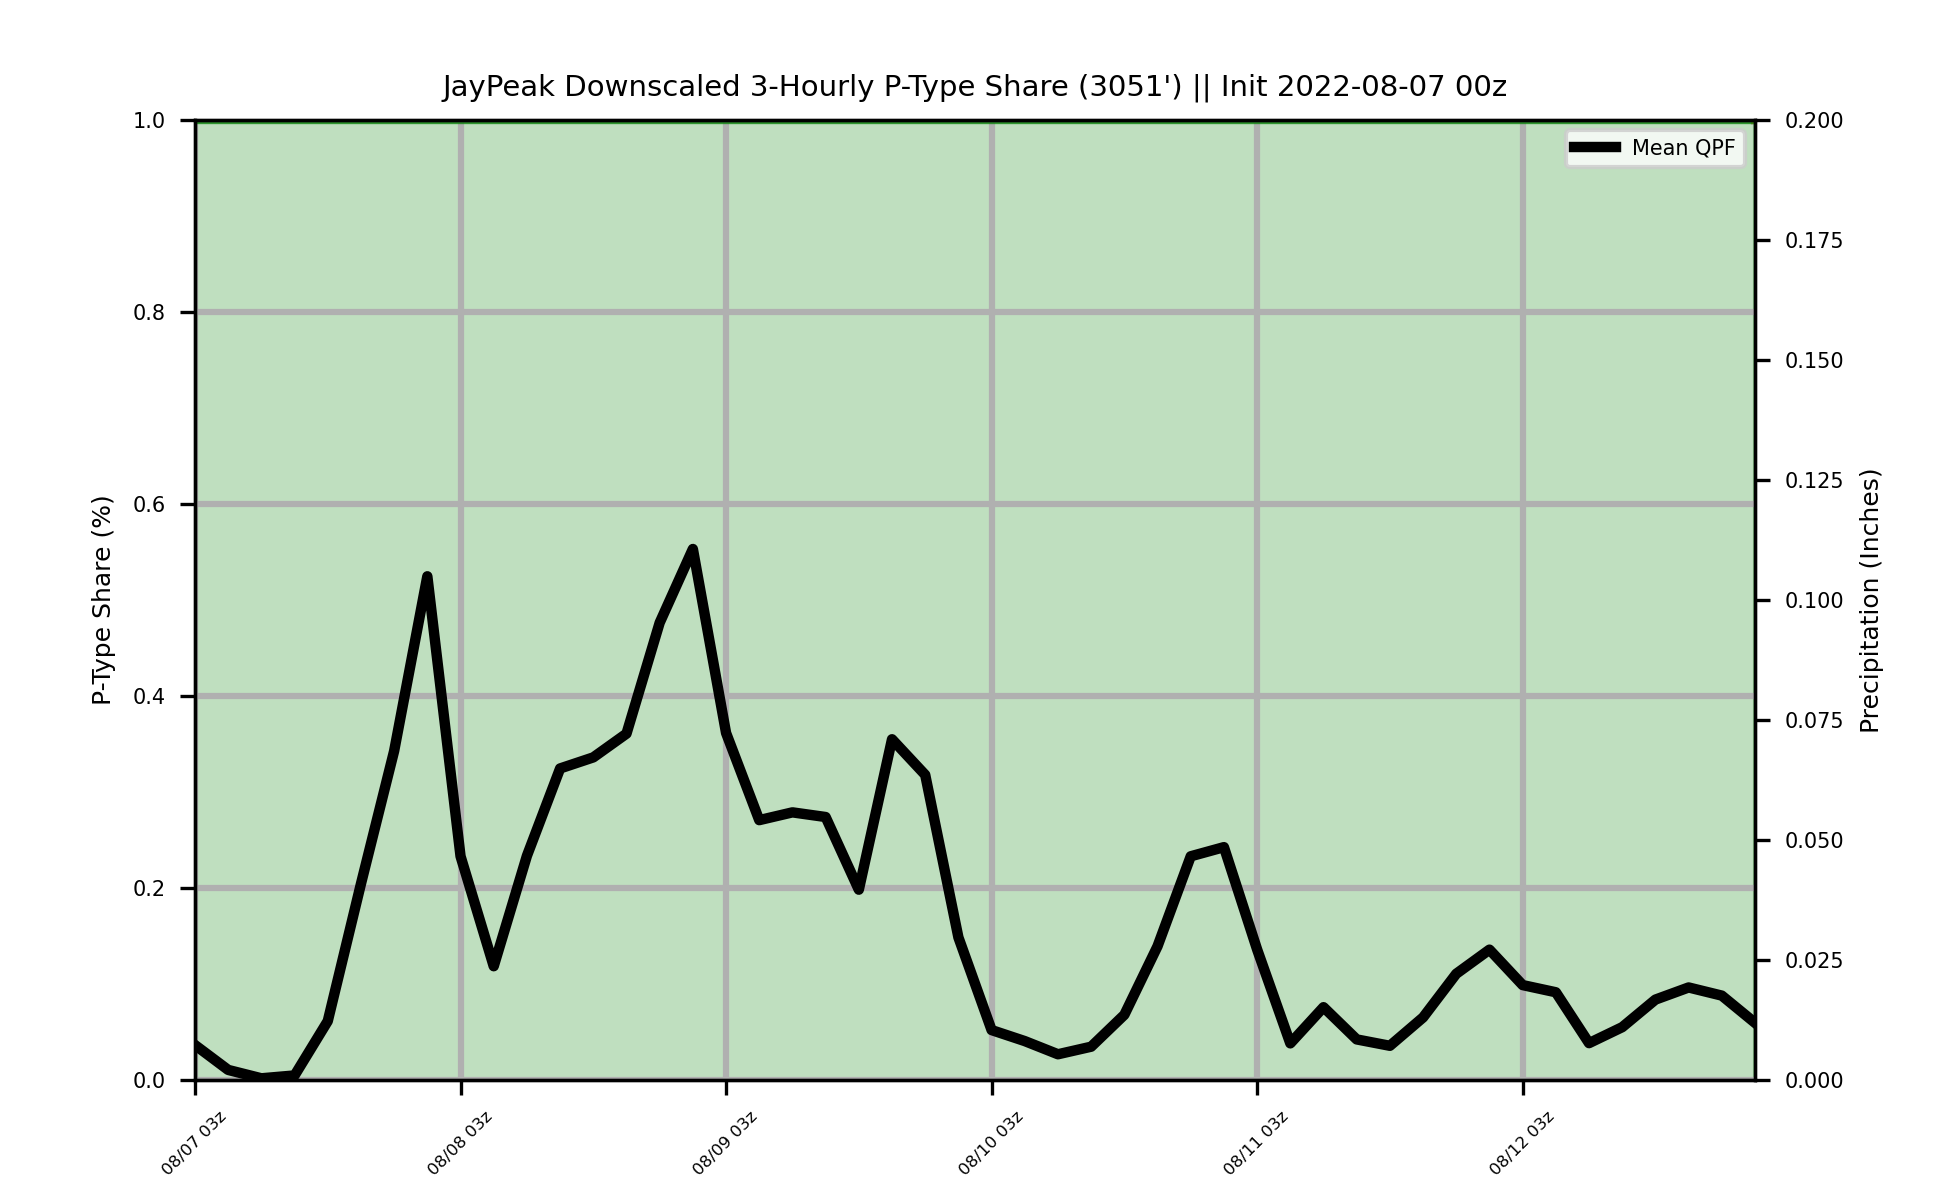 JayPeak Downscaled 3-Hourly P-Type Share (3051') || Init 2022-08-07 00z
Mean QPF
P-Type Share (%)
1.0
0.8
0.6
0.4
0.2
0.0
0.200
0.175
0.150
0.125
0.100
0.075
0.050
0.025
0.000
Precipitation (Inches)
08/07 03z
08/08 03z
08/09 03z
08/10 03z
08/11 03z
08/12 03z